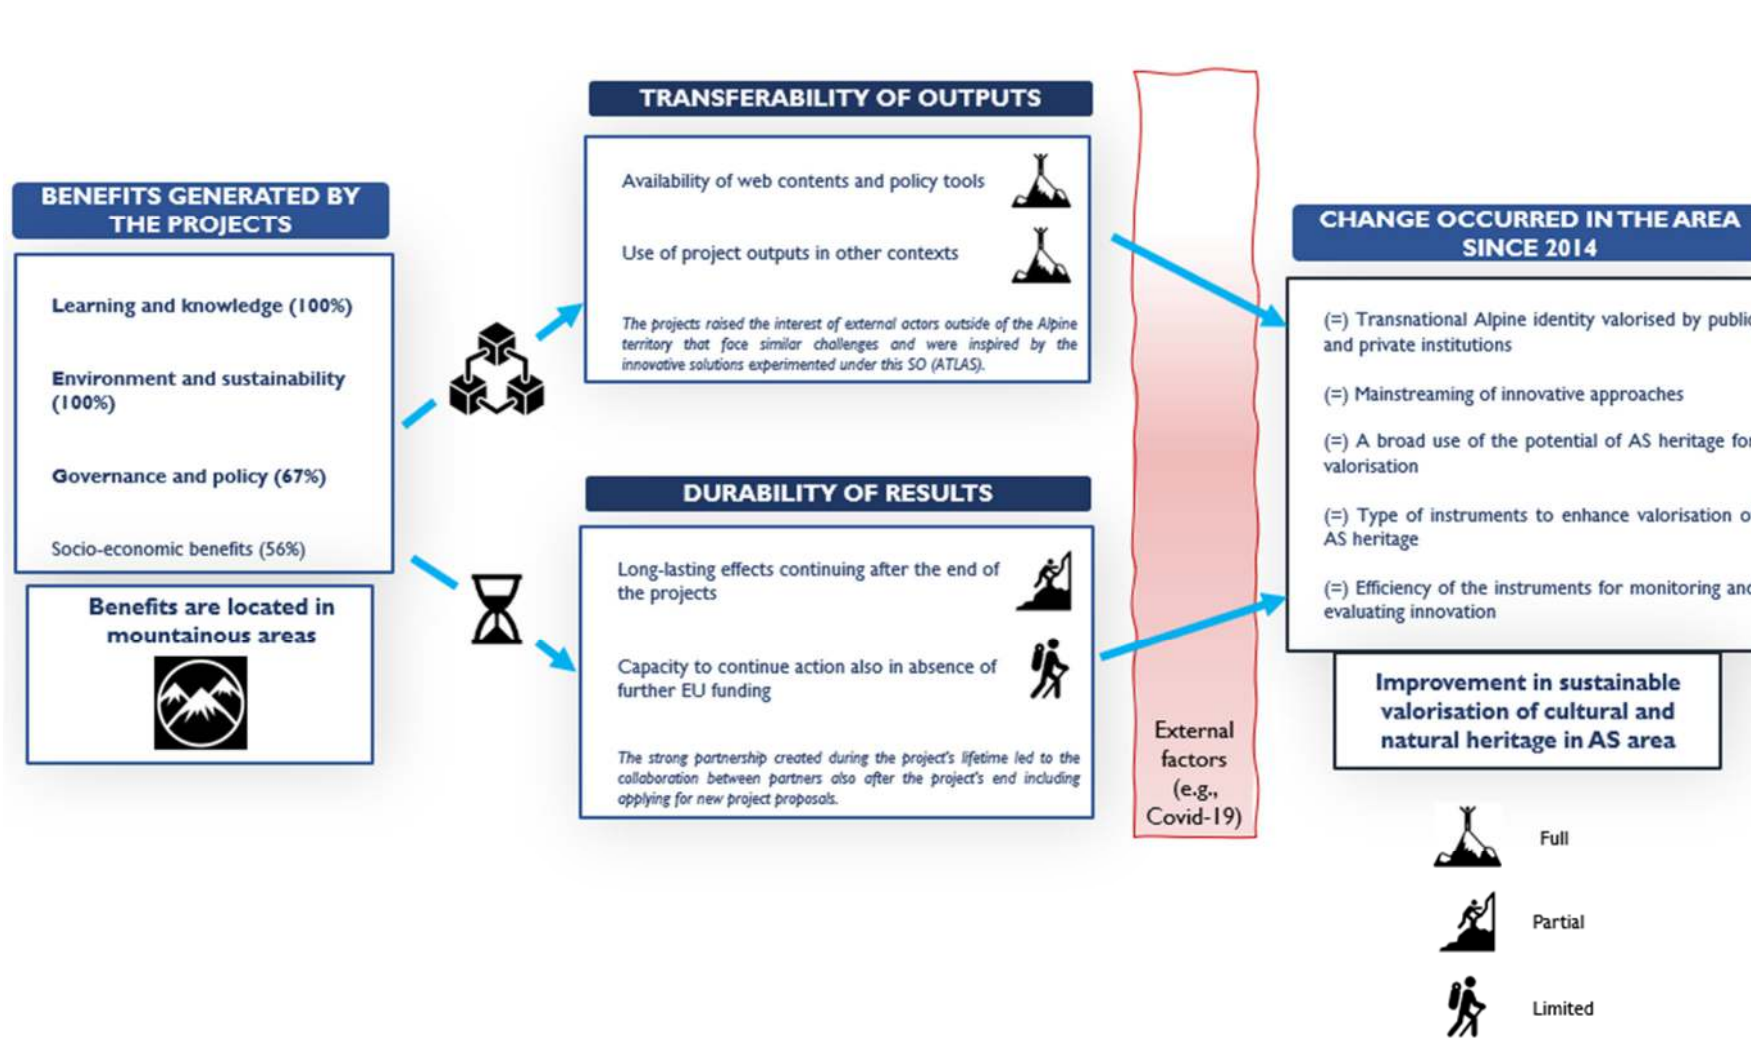 BENEFITS GENERATED BY
THE PROJECTS
Learning and knowledge (100%)
Environment and sustainability
(100%)
Governance and policy (67%)
Socio-economic benefits (56%)
Benefits are located in
mountainous areas
TRANSFERABILITY OF OUTPUTS
Availability of web contents and policy tools
Use of project outputs in other contexts
The projects raised the interest of external actors outside of the Alpine
territory that face similar challenges and were inspired by the
innovative solutions experimented under this SO (ATLAS).
DURABILITY OF RESULTS
Long-lasting effects continuing after the end of
the projects
Capacity to continue action also in absence of
further EU funding
The strong partnership created during the project's lifetime led to the
collaboration between partners also after the project's end including
applying for new project proposals.
External
factors
(e.g.,
Covid-19)
CHANGE OCCURRED IN THE AREA
SINCE 2014
(=) Transnational Alpine identity valorised by public
and private institutions
(=) Mainstreaming of innovative approaches
(=) A broad use of the potential of AS heritage for
valorisation
(=) Type of instruments to enhance valorisation
AS heritage
(=) Efficiency of the instruments for monitoring and
evaluating innovation
Improvement in sustainable
valorisation of cultural and
natural heritage in AS area
Full
Partial
Limited